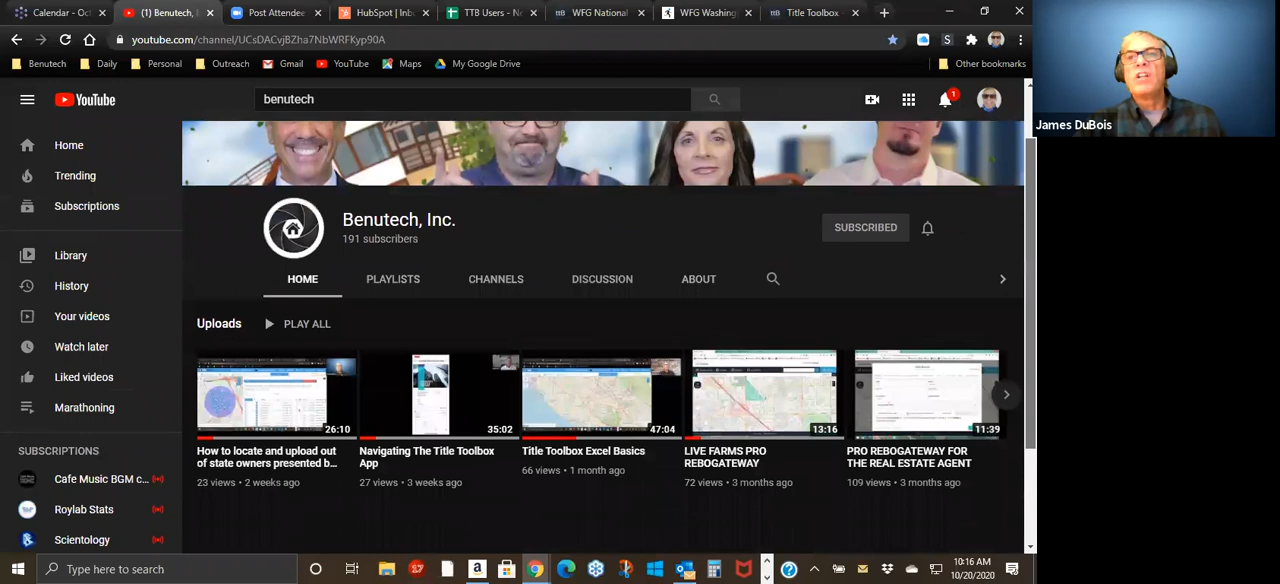 Calendar - Oct
(1) Benutech, I
Post Attendee
HubSpot | Inb
TTB Users - N
WFG National
WFG Washing
Title Toolbox
youtube.com/channel/UCsDACvjBZha7NbWRFKyp90A
S
Benutech
Daily
Personal
Outreach
Gmail
YouTube
Maps
My Google Drive
Other bookmarks
James DuBois
YouTube
benutech
1
Home
Trending
Subscriptions
Library
History
Your videos
Watch later
Liked videos
Marathoning
SUBSCRIPTIONS
Cafe Music BGM c...
Roylab Stats
Scientology
Benutech, Inc.
191 subscribers
SUBSCRIBED
HOME
PLAYLISTS
CHANNELS
DISCUSSION
ABOUT
Uploads
PLAY ALL
26:10
35:02
47:04
13:16
11:39
How to locate and upload out
of state owners presented b...
23 views • 2 weeks ago
Navigating The Title Toolbox
App
27 views • 3 weeks ago
Title Toolbox Excel Basics
66 views • 1 month ago
LIVE FARMS PRO
REBOGATEWAY
72 views • 3 months ago
PRO REBOGATEWAY FOR
THE REAL ESTATE AGENT
109 views • 3 months ago
Type here to search
10:16 AM
10/20/2020